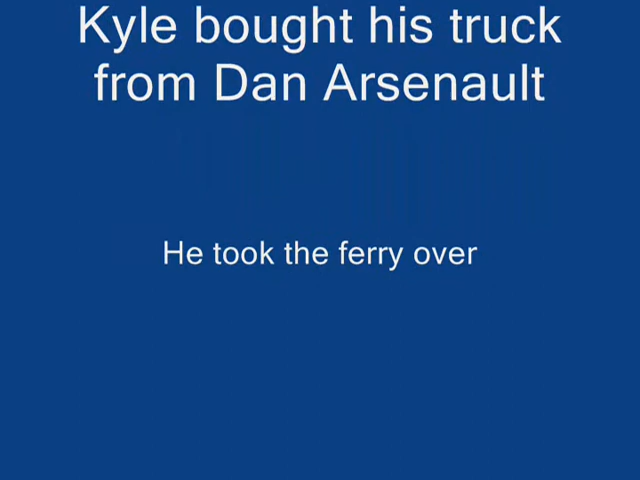 Kyle bought his truck
from Dan Arsenault
He took the ferry over